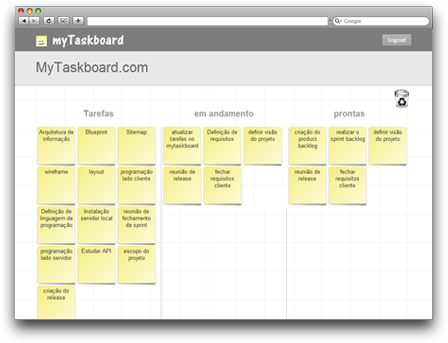 Google
myTaskboard
Logout
MyTaskboard.com
Tarefas
em andamento
prontas
Arquitetura de
informação
Blusprint
Sitemap
atualizar
tarefas no
mytaskboard
Definição de
requisitos
definir visão
do projeto
criação do
product
backlog
realizar o
sprint backlog
definir visão
do projeto
wireframe
layout
programação
lado cliente
reunião de
release
fechar
requisitos
cliente
reunião de
release
fechar
requisitos
cliente
Definição de
linguagem de
programação
Instalação
servidor local
reunião de
fechamento
da sprint
programação
lado servidor
Estudar API
escopo do
projeto
criação do
release